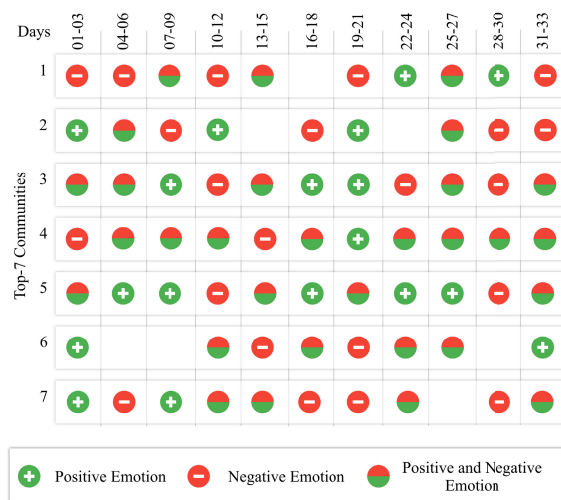 Days 01-03 04-06 07-09 10-12 13-15 16-18 19-21 22-24 25-27 28-30 31-33
Top-7 Communities
1
2
3
4
5
6
7
Positive Emotion
Negative Emotion
Positive and Negative
Emotion